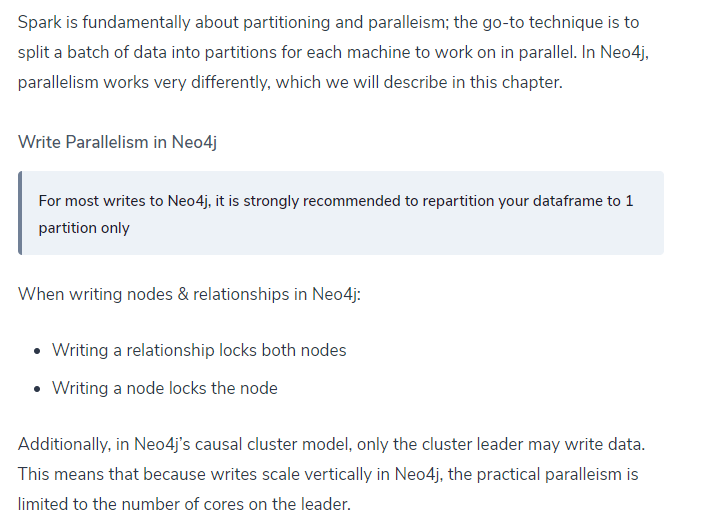 Spark is fundamentally about partitioning and paralleism; the go-to technique is to
split a batch of data into partitions for each machine to work on in parallel. In Neo4j,
parallelism works very differently, which we will describe in this chapter.
Write Parallelism in Neo4j
For most writes to Neo4j, it is strongly recommended to repartition your dataframe to 1
partition only
When writing nodes & relationships in Neo4j:
• Writing a relationship locks both nodes
• Writing a node locks the node
Additionally, in Neo4j’s causal cluster model, only the cluster leader may write data.
This means that because writes scale vertically in Neo4j, the practical paralleism is
limited to the number of cores on the leader.